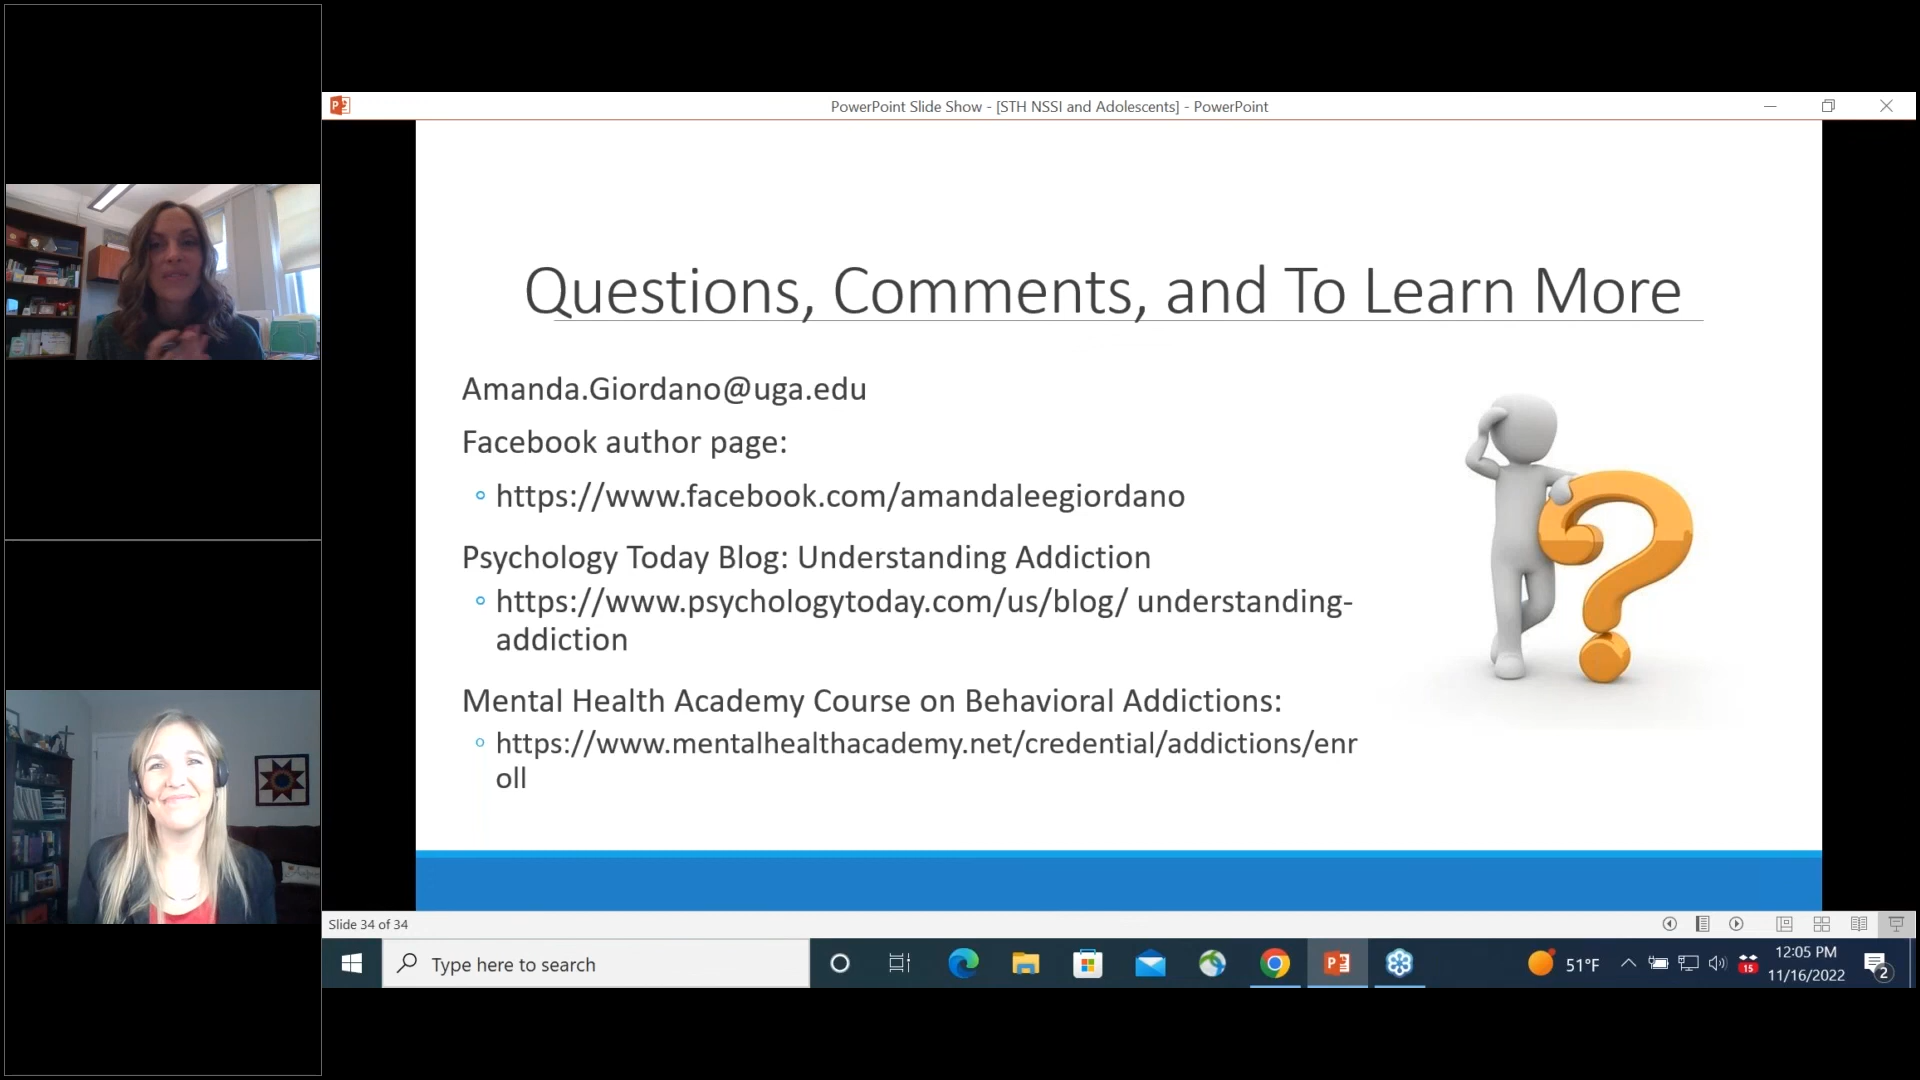 PowerPoint Slide Show - [STH NSSI and Adolescents] - PowerPoint
Questions, Comments, and To Learn More
Amanda.Giordano@uga.edu
Facebook author page:
https://www.facebook.com/amandaleegiordano
Psychology Today Blog: Understanding Addiction
https://www.psychologytoday.com/us/blog/ understanding-
addiction
Mental Health Academy Course on Behavioral Addictions:
https://www.mentalhealthacademy.net/credential/addictions/enr
oll
Slide 34 of 34
Type here to search
51°F
15
12:05 PM
11/16/2022
2